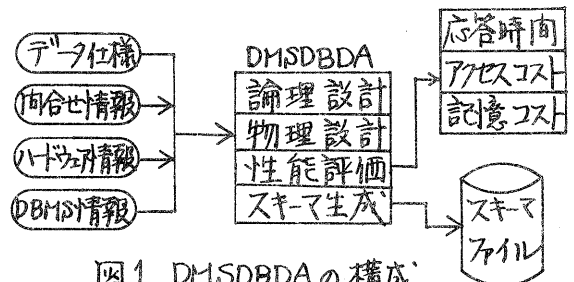 データ仕様
問合せ情報
ハードウェア情報
DBMS情報
DMSDBDA
論理設計
物理設計
性能評価
スキーマ生成
応答時間
アクセスコスト
記憶コスト
スキーマ
ファイル
図1 DMSDBDAの構成